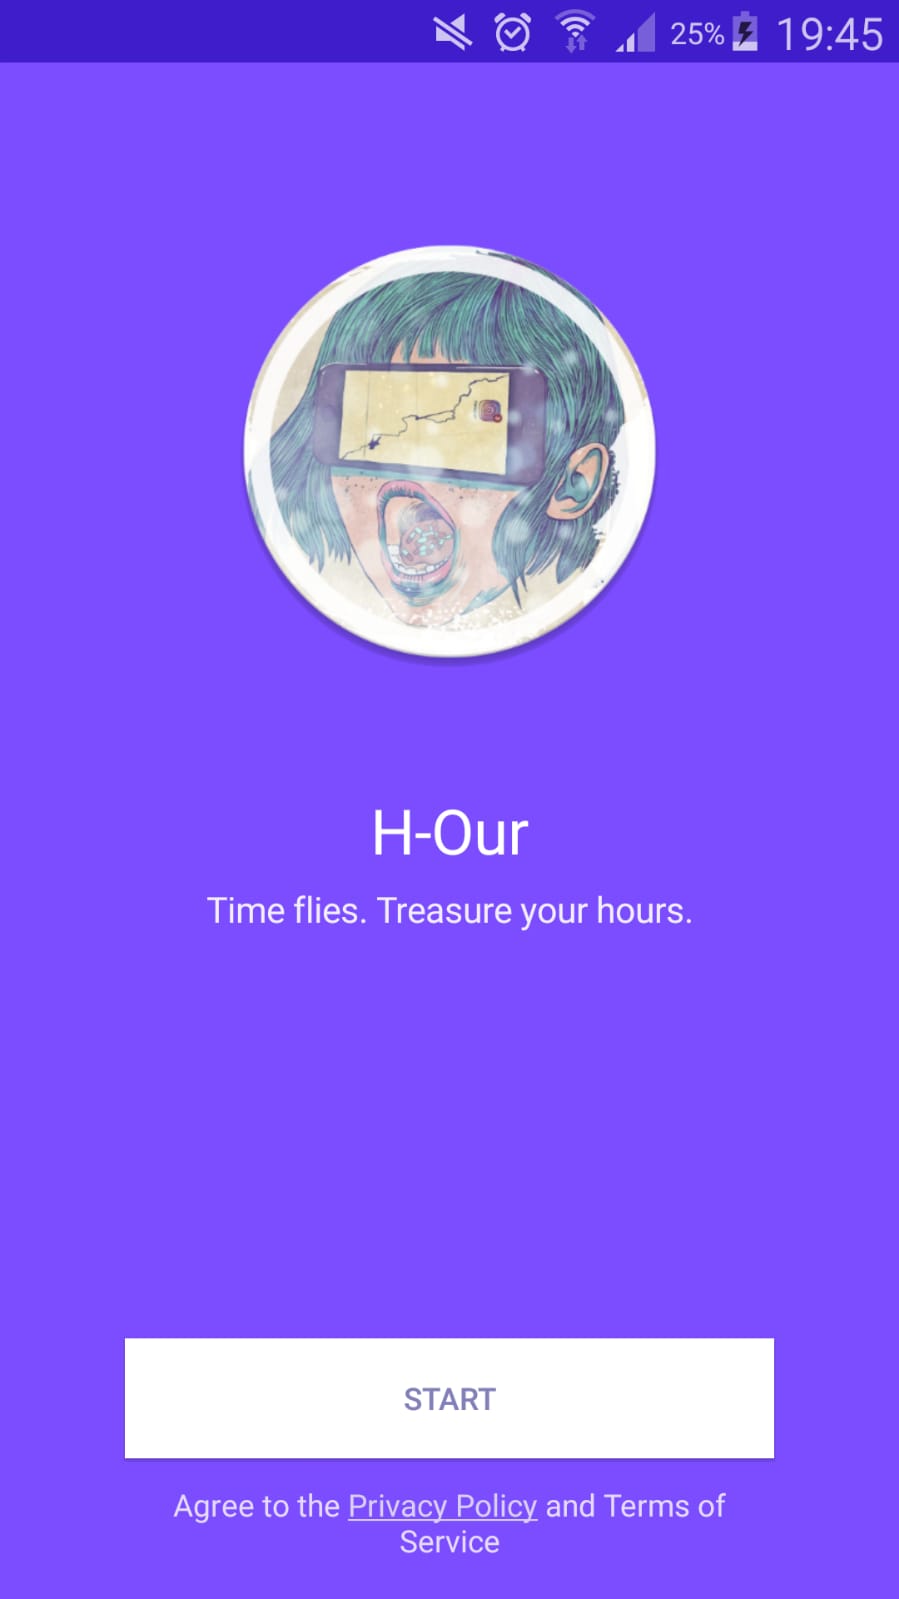 25% 19:45
H-Our
Time flies. Treasure your hours.
START
Agree to the Privacy Policy and Terms of
Service